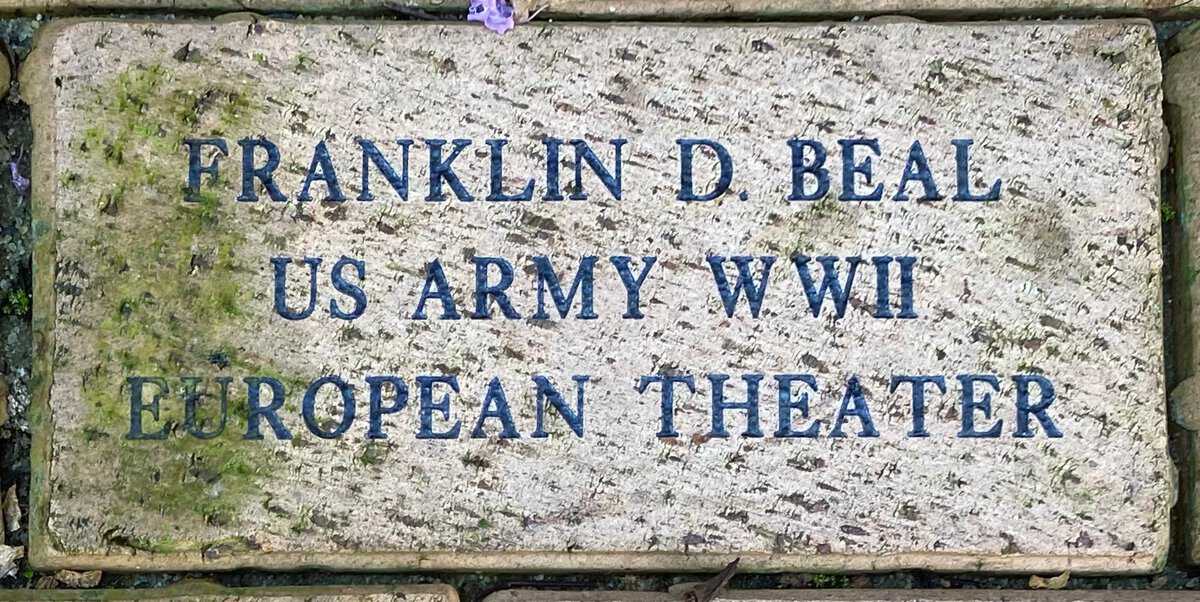 FRANKLIN D. BEAL
US ARMY WWII
EUROPEAN THEATER